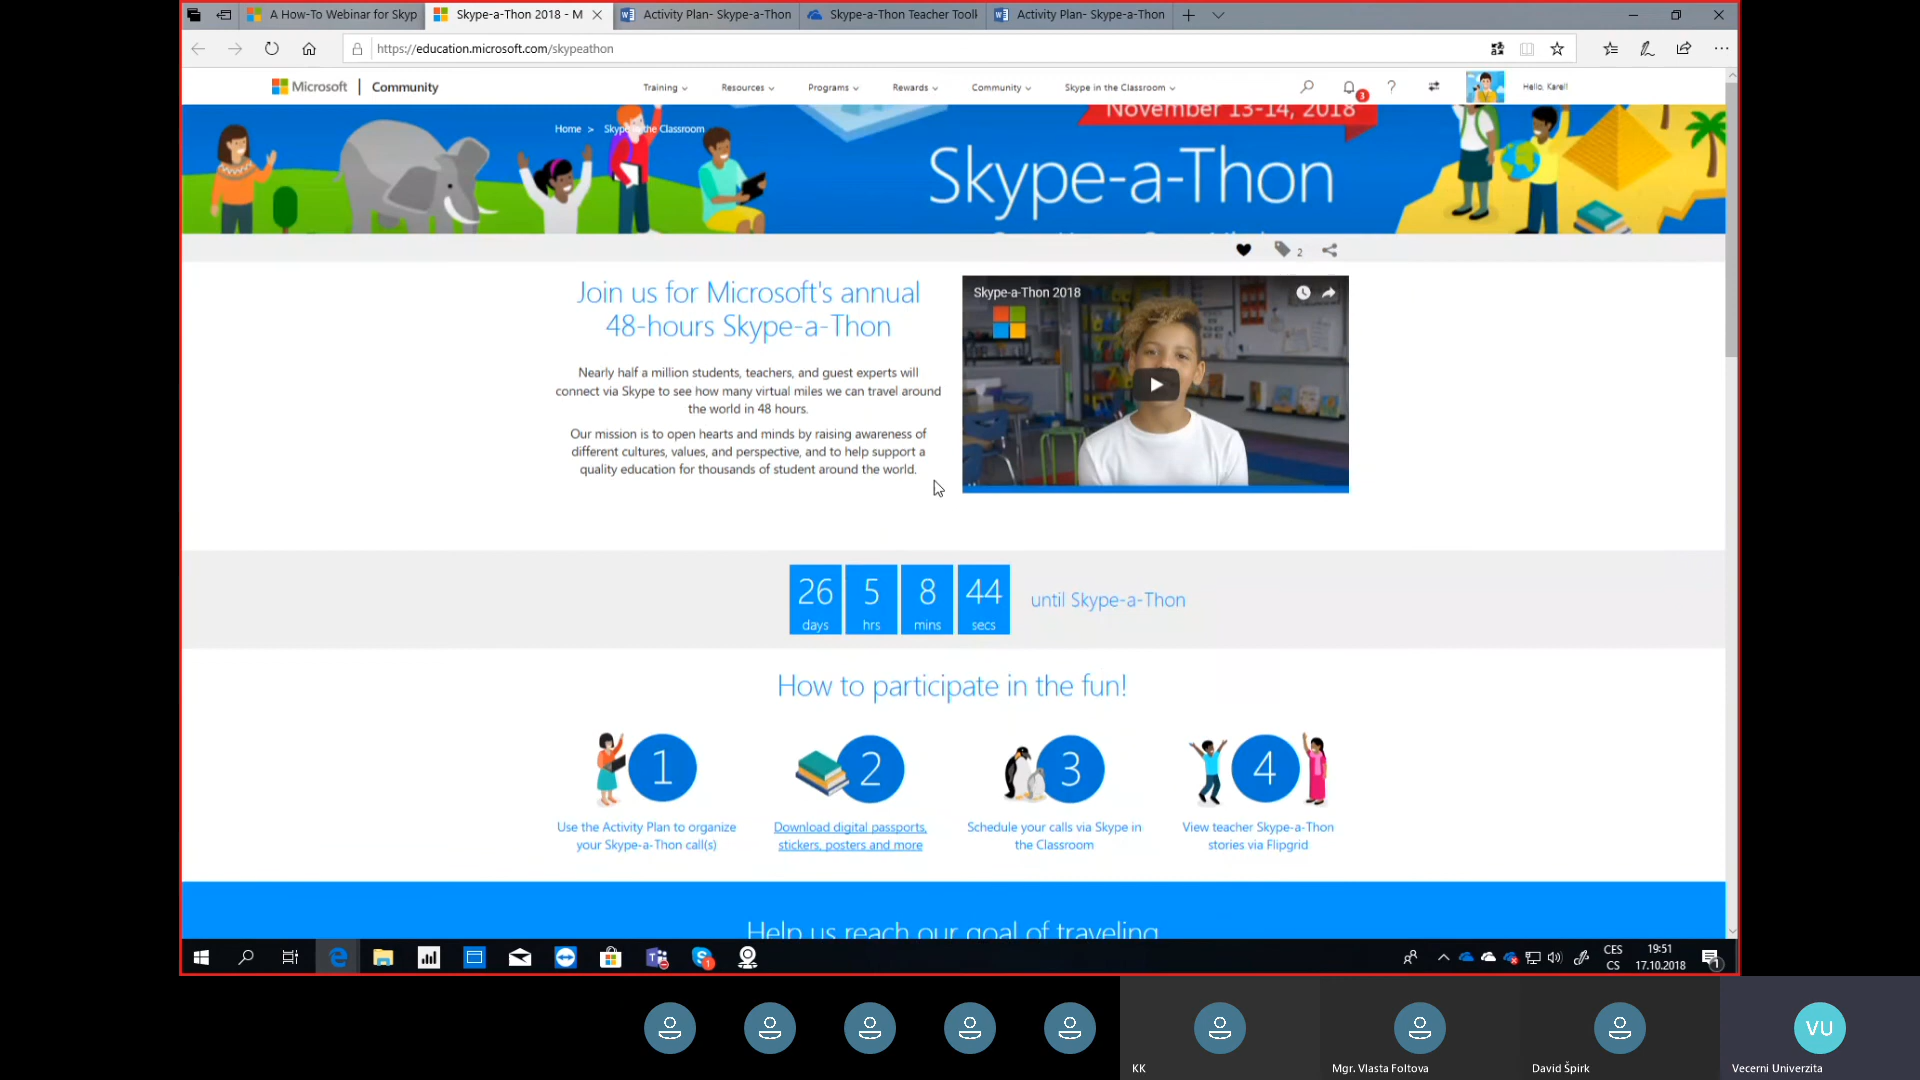 A How-To Webinar for Skyp
Skype-a-Thon 2018 - M
Activity Plan- Skype-a-Thon
Skype-a-Thon Teacher Toolk
Activity Plan- Skype-a-Thon
https://education.microsoft.com/skypeathon
Microsoft | Community
Training
Resources
Programs
Rewards
Community
Skype in the Classroom
3
Hello, Karell
November 13-14, 2018
Home > Skype in the Classroom
Skype-a-Thon
2
Join us for Microsoft's annual
48-hours Skype-a-Thon
Nearly half a million students, teachers, and guest experts will
connect via Skype to see how many virtual miles we can travel around
the world in 48 hours.
Our mission is to open hearts and minds by raising awareness of
different cultures, values, and perspective, and to help support a
quality education for thousands of student around the world.
Skype-a-Thon 2018
26 5 8 44
days hrs mins secs
until Skype-a-Thon
How to participate in the fun!
1 2 3 4
Use the Activity Plan to organize
your Skype-a-Thon call(s)
Download digital passports,
stickers, posters and more
Schedule your calls via Skype in
the Classroom
View teacher Skype-a-Thon
stories via Flipgrid
Help us reach our goal of traveling
CES
CS
19:51
17.10.2018
1
VU
KK
Mgr. Vlasta Foltova
David Špirk
Vecerni Univerzita